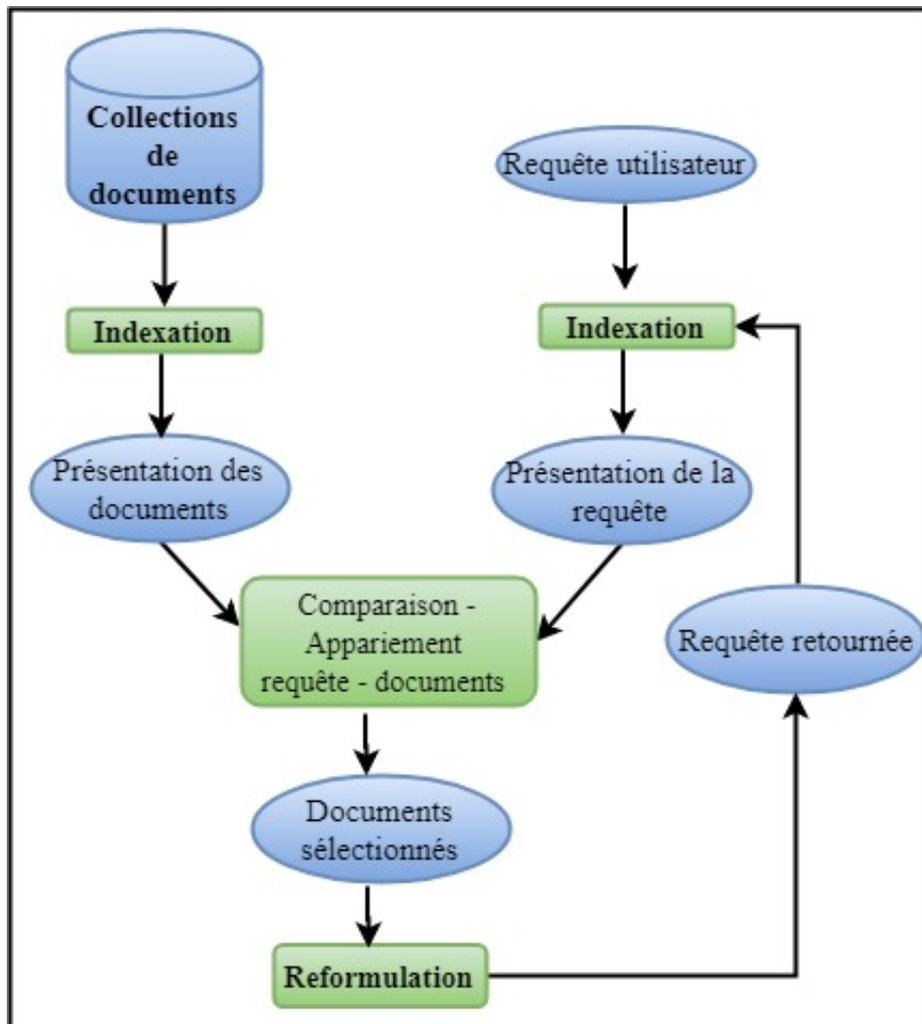 Collections
de
documents
Requête utilisateur
Indexation
Indexation
Présentation des
documents
Présentation de la
requête
Comparaison -
Appariement
requête - documents
Requête retournée
Documents
sélectionnés
Reformulation